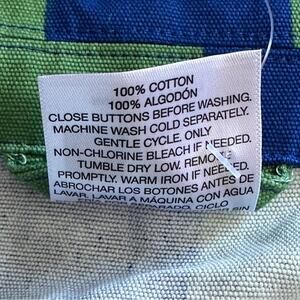 100% COTTON
100% ALGODÓN
CLOSE BUTTONS BEFORE WASHING.
MACHINE WASH COLD SEPARATELY.
GENTLE CYCLE. ONLY
NON-CHLORINE BLEACH IF NEEDED.
TUMBLE DRY LOW. REMOVE
PROMPTLY. WARM IRON IF NEEDED.
ABROCHAR LOS BOTONES ANTES DE
LAVAR. LAVAR A MÁQUINA CON AGUA
CICLO
SIN